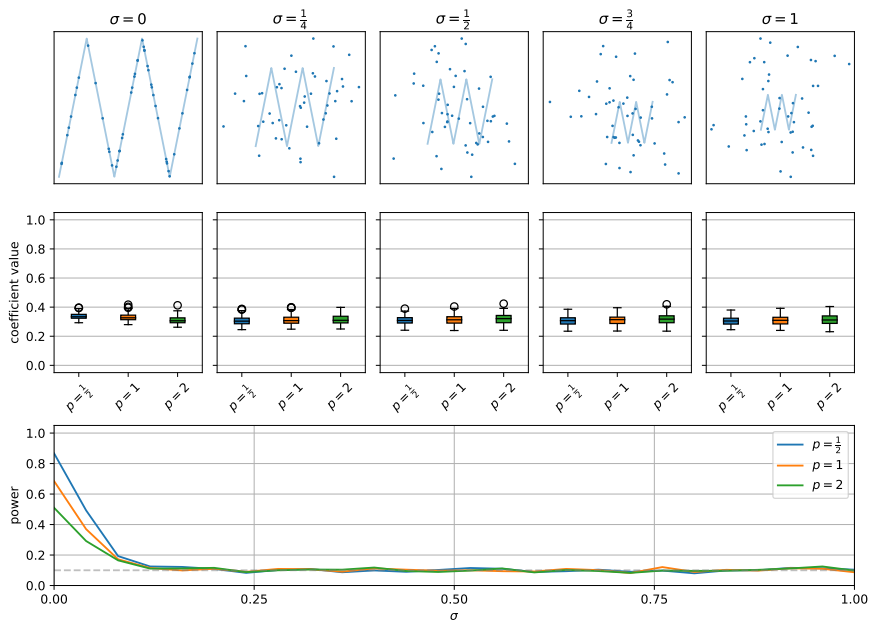 σ = 0
σ = 1/4
σ = 1/2
σ = 3/4
σ = 1
coefficient value
1.0
0.8
0.6
0.4
0.2
0.0
p = 1/2
p = 1
p = 2
p = 1/2
p = 1
p = 2
p = 1/2
p = 1
p = 2
p = 1/2
p = 1
p = 2
p = 1/2
p = 1
p = 2
power
1.0
0.8
0.6
0.4
0.2
0.0
p = 1/2
p = 1
p = 2
0.00
0.25
0.50
0.75
1.00
σ